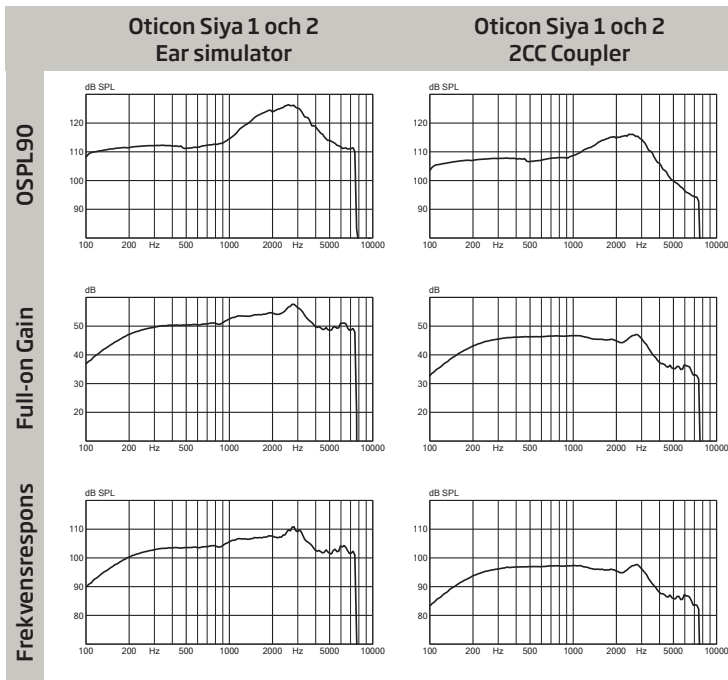 Oticon Siya 1 och 2
Ear simulator
Oticon Siya 1 och 2
2CC Coupler
OSPL90
dB SPL
120
110
100
90
100 200 Hz 500 1000 2000 Hz 5000 10000
dB SPL
120
110
100
90
100 200 Hz 500 1000 2000 Hz 5000 10000
Full-on Gain
dB
50
40
30
20
100 200 Hz 500 1000 2000 Hz 5000 10000
dB
50
40
30
20
100 200 Hz 500 1000 2000 Hz 5000 10000
Frekvensrespons
dB SPL
110
100
90
80
100 200 Hz 500 1000 2000 Hz 5000 10000
dB SPL
110
100
90
80
100 200 Hz 500 1000 2000 Hz 5000 10000